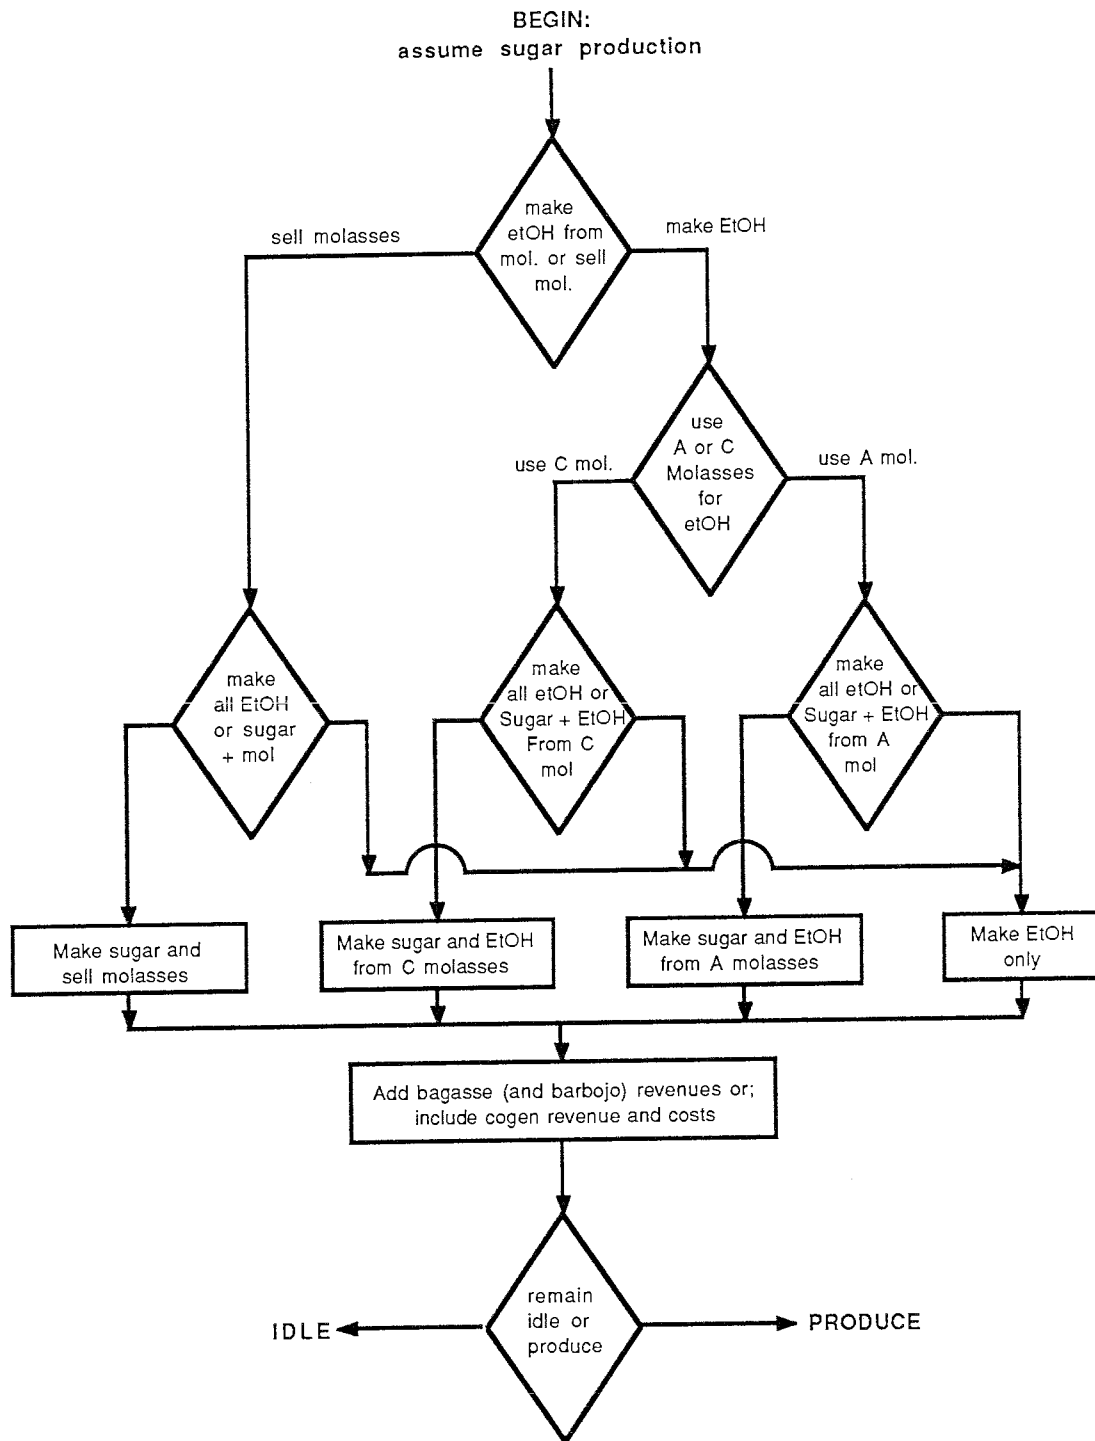 BEGIN:
assume sugar production
make
etOH from
mol. or sell
mol.
sell molasses
make EtOH
use
A or C
Molasses
for
etOH
use C mol.
use A mol.
make
all EtOH
or sugar
+ mol
make
all etOH or
Sugar + EtOH
From C
mol
make
all etOH or
Sugar + EtOH
from A
mol
Make sugar and
sell molasses
Make sugar and EtOH
from C molasses
Make sugar and EtOH
from A molasses
Make EtOH
only
Add bagasse (and barbojo) revenues or;
include cogen revenue and costs
remain
idle or
produce
IDLE
PRODUCE